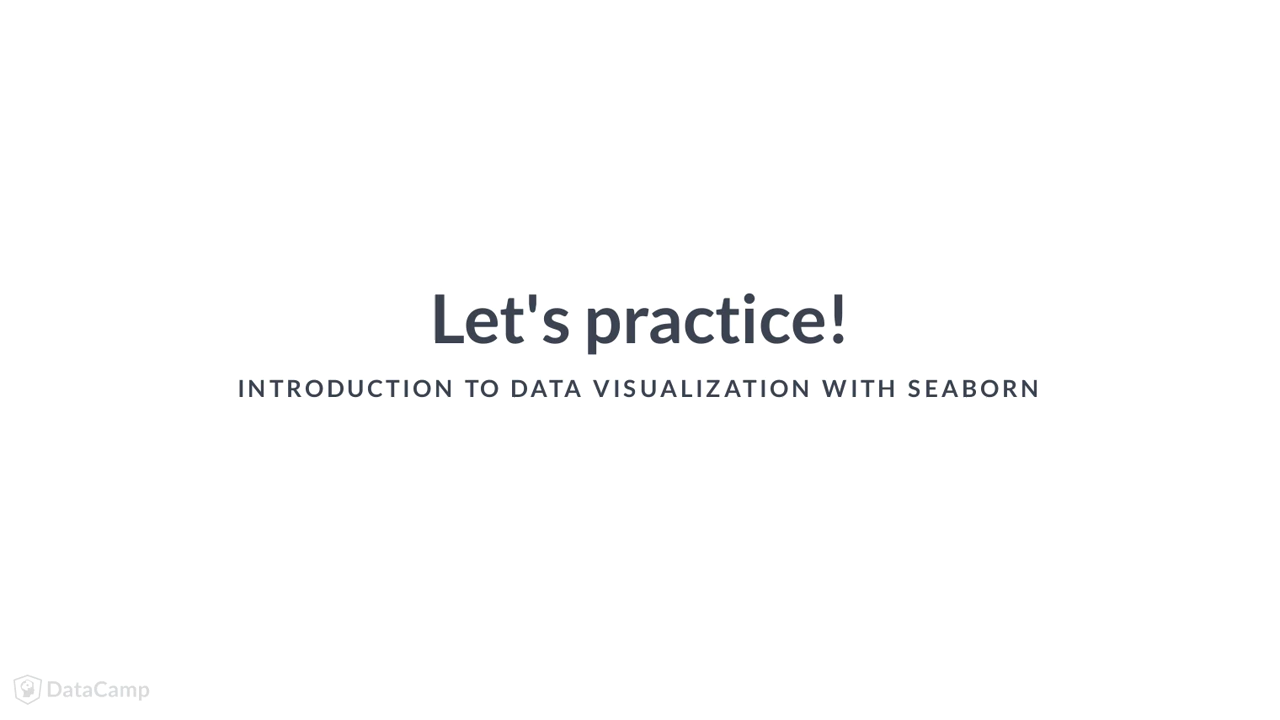 Let's practice!
INTRODUCTION TO DATA VISUALIZATION WITH SEABORN
DataCamp